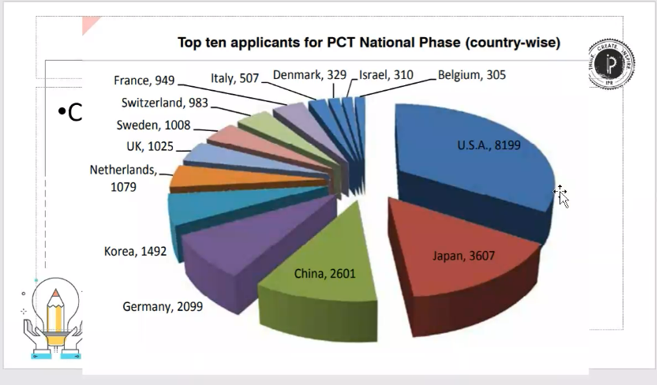 Top ten applicants for PCT National Phase (country-wise)
•C
France, 949
Italy, 507
Denmark, 329
Israel, 310
Belgium, 305
Switzerland, 983
Sweden, 1008
UK, 1025
Netherlands,
1079
Korea, 1492
Germany, 2099
China, 2601
Japan, 3607
U.S.A., 8199